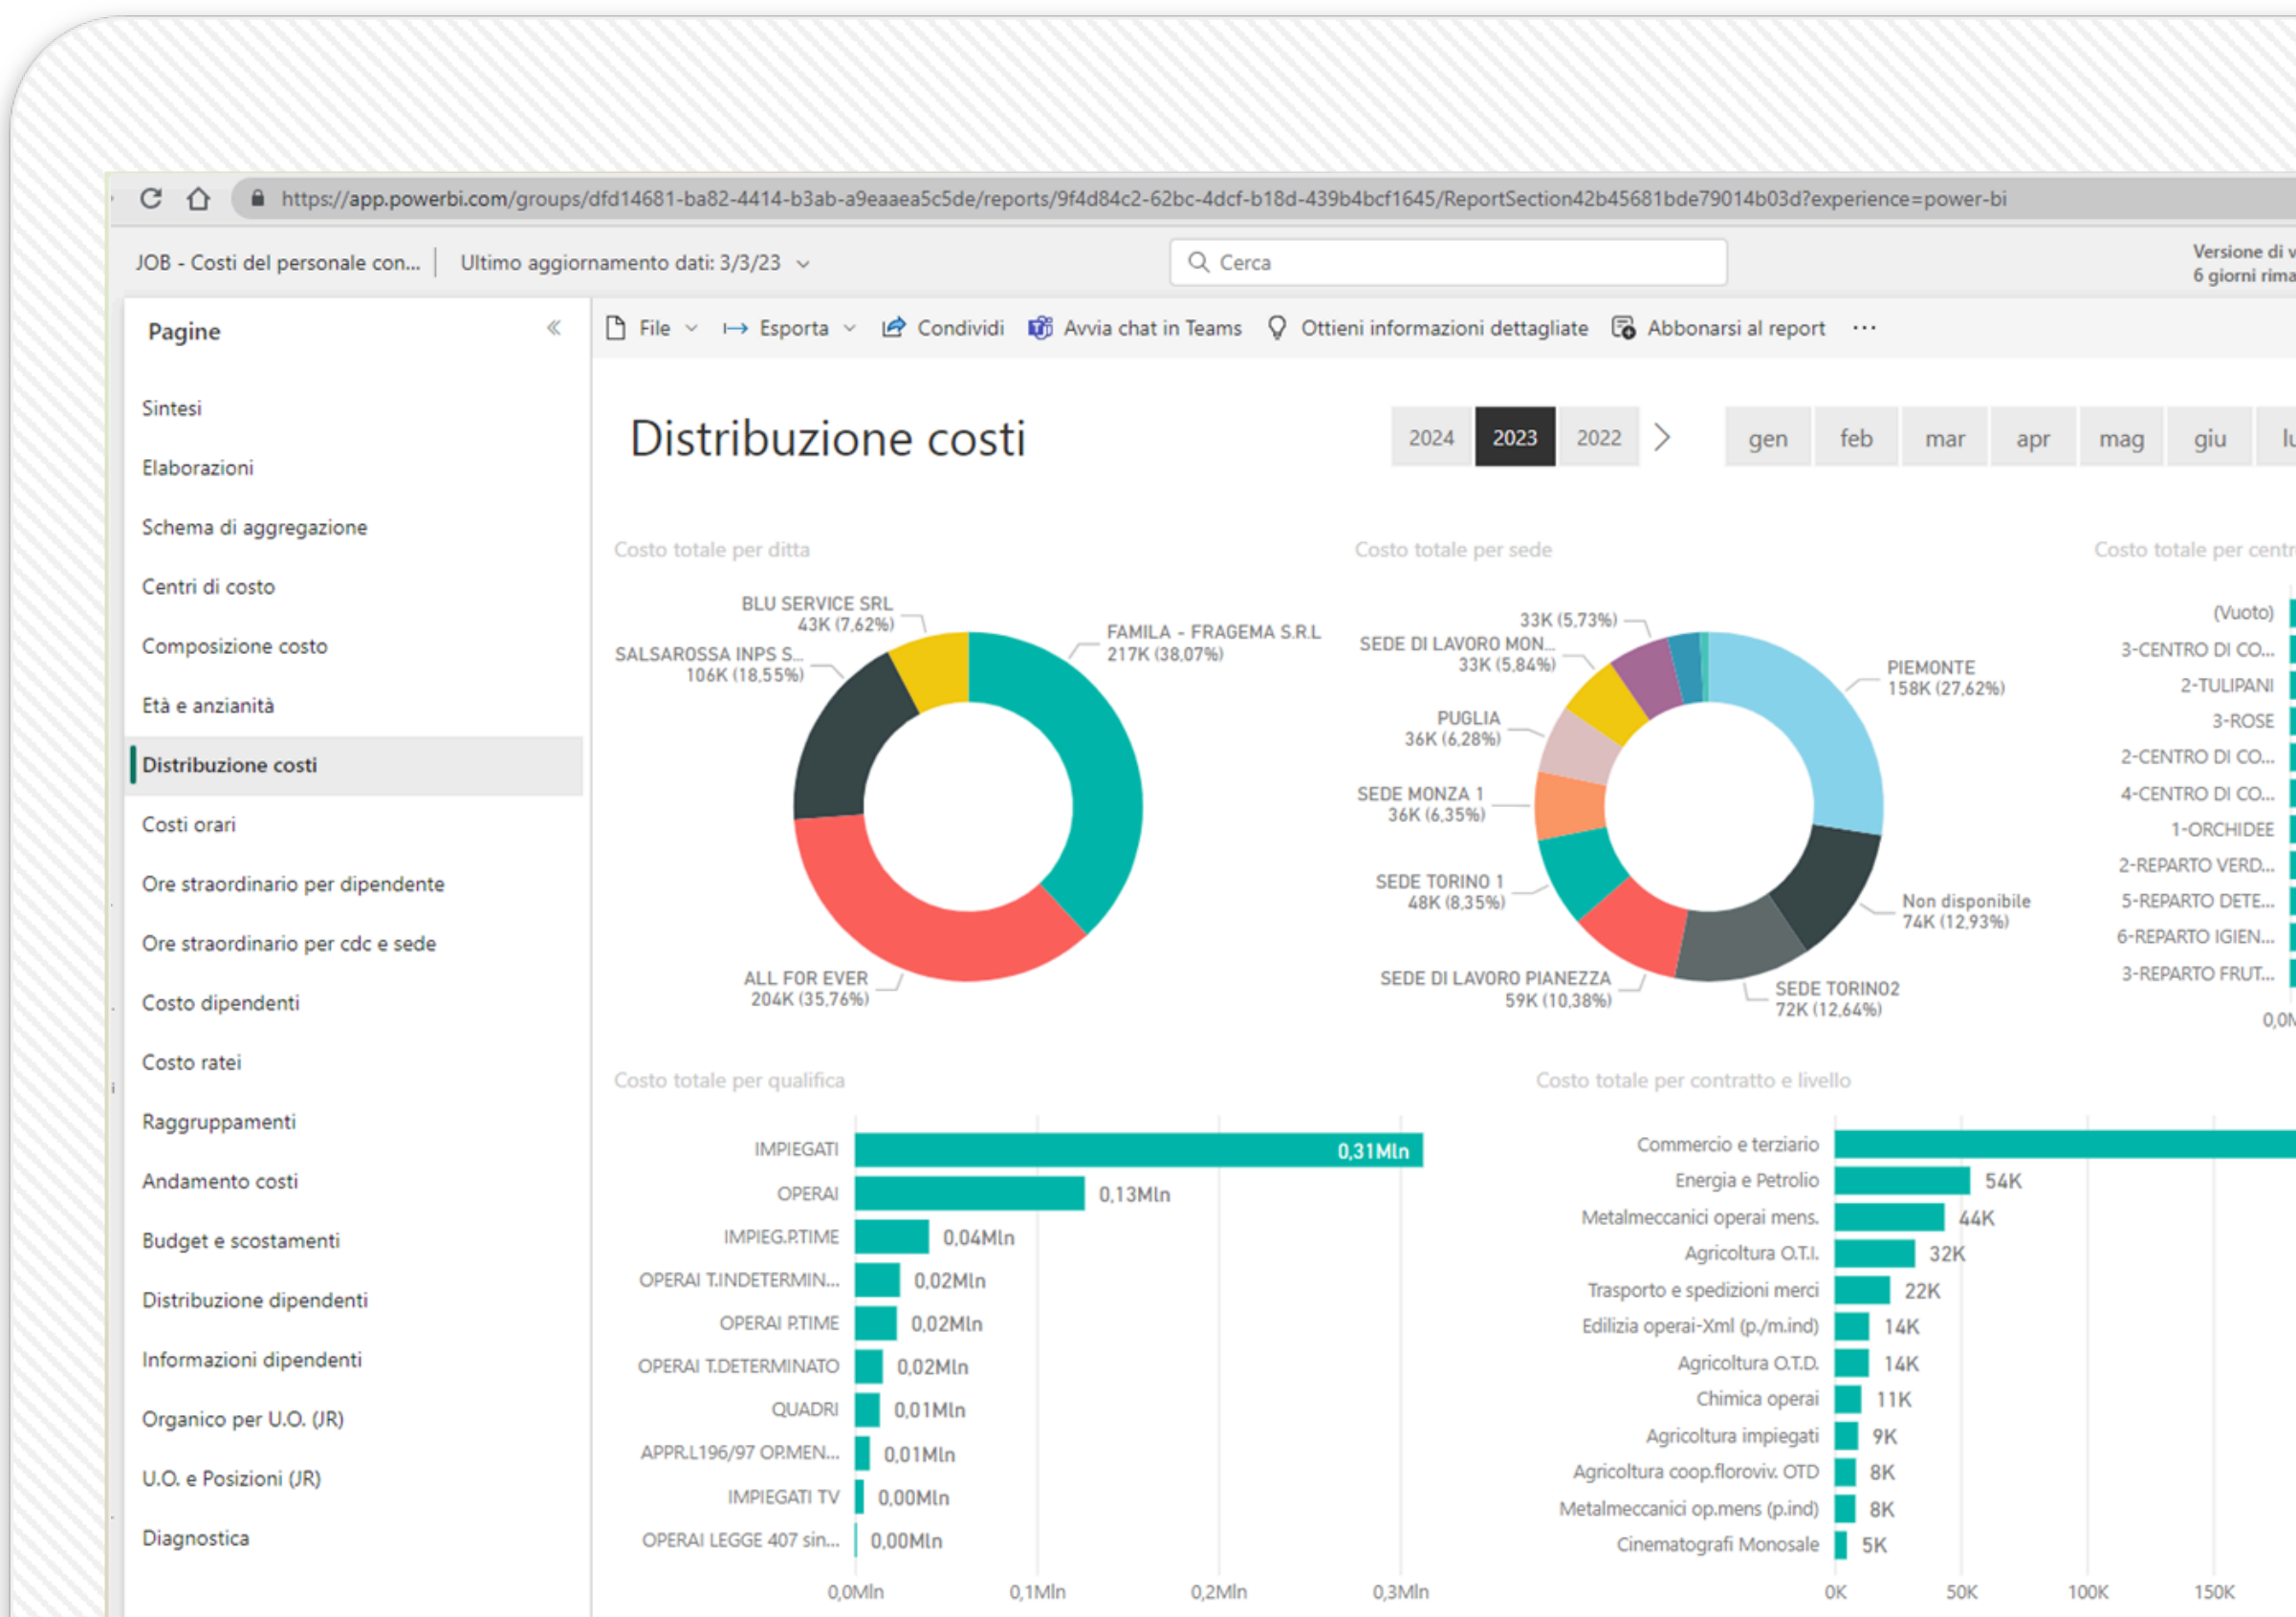 https://app.powerbi.com/groups/dfd14681-ba82-4414-b3ab-a9eaaea5c5de/reports/9f4d84c2-62bc-4dcf-b18d-439b4bcf1645/ReportSection42b45681bde79014b03d?experience=power-bi
JOB - Costi del personale con... | Ultimo aggiornamento dati: 3/3/23
Cerca
Versione di v
6 giorni rima
Pagine
Sintesi
Elaborazioni
Schema di aggregazione
Centri di costo
Composizione costo
Età e anzianità
Distribuzione costi
Costi orari
Ore straordinario per dipendente
Ore straordinario per cdc e sede
Costo dipendenti
Costo ratei
Raggruppamenti
Andamento costi
Budget e scostamenti
Distribuzione dipendenti
Informazioni dipendenti
Organico per U.O. (JR)
U.O. e Posizioni (JR)
Diagnostica
File Esporta Condividi Avvia chat in Teams Ottieni informazioni dettagliate Abbonarsi al report ...
Distribuzione costi
2024 2023 2022
gen feb mar apr mag giu lu
Costo totale per ditta
BLU SERVICE SRL
43K (7,62%)
FAMILA - FRAGEMA S.R.L
217K (38,07%)
SALSAROSSA INPS S...
106K (18,55%)
ALL FOR EVER
204K (35,76%)
Costo totale per sede
33K (5,73%)
SEDE DI LAVORO MON...
33K (5,84%)
PIEMONTE
158K (27,62%)
PUGLIA
36K (6,28%)
SEDE MONZA 1
36K (6,35%)
SEDE TORINO 1
48K (8,35%)
Non disponibile
74K (12,93%)
SEDE DI LAVORO PIANEZZA
59K (10,38%)
SEDE TORINO2
72K (12,64%)
Costo totale per centr
(Vuoto)
3-CENTRO DI CO...
2-TULIPANI
3-ROSE
2-CENTRO DI CO...
4-CENTRO DI CO...
1-ORCHIDEE
2-REPARTO VERD...
5-REPARTO DETE...
6-REPARTO IGIEN...
3-REPARTO FRUT...
0,0M
Costo totale per qualifica
IMPIEGATI 0,31Mln
OPERAI 0,13Mln
IMPIEG.P.TIME 0,04Mln
OPERAI T.INDETERMIN... 0,02Mln
OPERAI P.TIME 0,02Mln
OPERAI T.DETERMINATO 0,02Mln
QUADRI 0,01Mln
APPR.L196/97 OP.MEN... 0,01Mln
IMPIEGATI TV 0,00Mln
OPERAI LEGGE 407 sin... 0,00Mln
0,0Mln 0,1Mln 0,2Mln 0,3Mln
Costo totale per contratto e livello
Commercio e terziario
Energia e Petrolio 54K
Metalmeccanici operai mens. 44K
Agricoltura O.T.I. 32K
Trasporto e spedizioni merci 22K
Edilizia operai-Xml (p./m.ind) 14K
Agricoltura O.T.D. 14K
Chimica operai 11K
Agricoltura impiegati 9K
Agricoltura coop.floroviv. OTD 8K
Metalmeccanici op.mens (p.ind) 8K
Cinematografi Monosale 5K
0K 50K 100K 150K